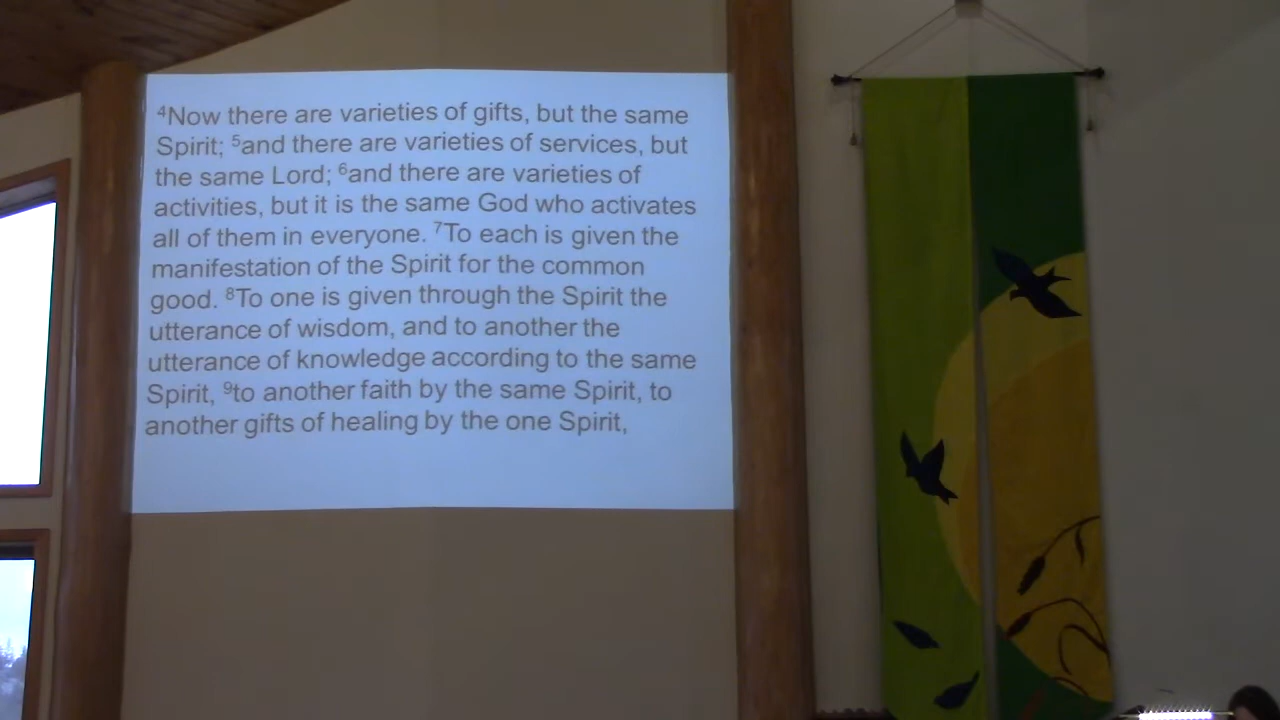 ⁴Now there are varieties of gifts, but the same
Spirit; ⁵and there are varieties of services, but
the same Lord; ⁶and there are varieties of
activities, but it is the same God who activates
all of them in everyone. ⁷To each is given the
manifestation of the Spirit for the common
good. ⁸To one is given through the Spirit the
utterance of wisdom, and to another the
utterance of knowledge according to the same
Spirit, ⁹to another faith by the same Spirit, to
another gifts of healing by the one Spirit,